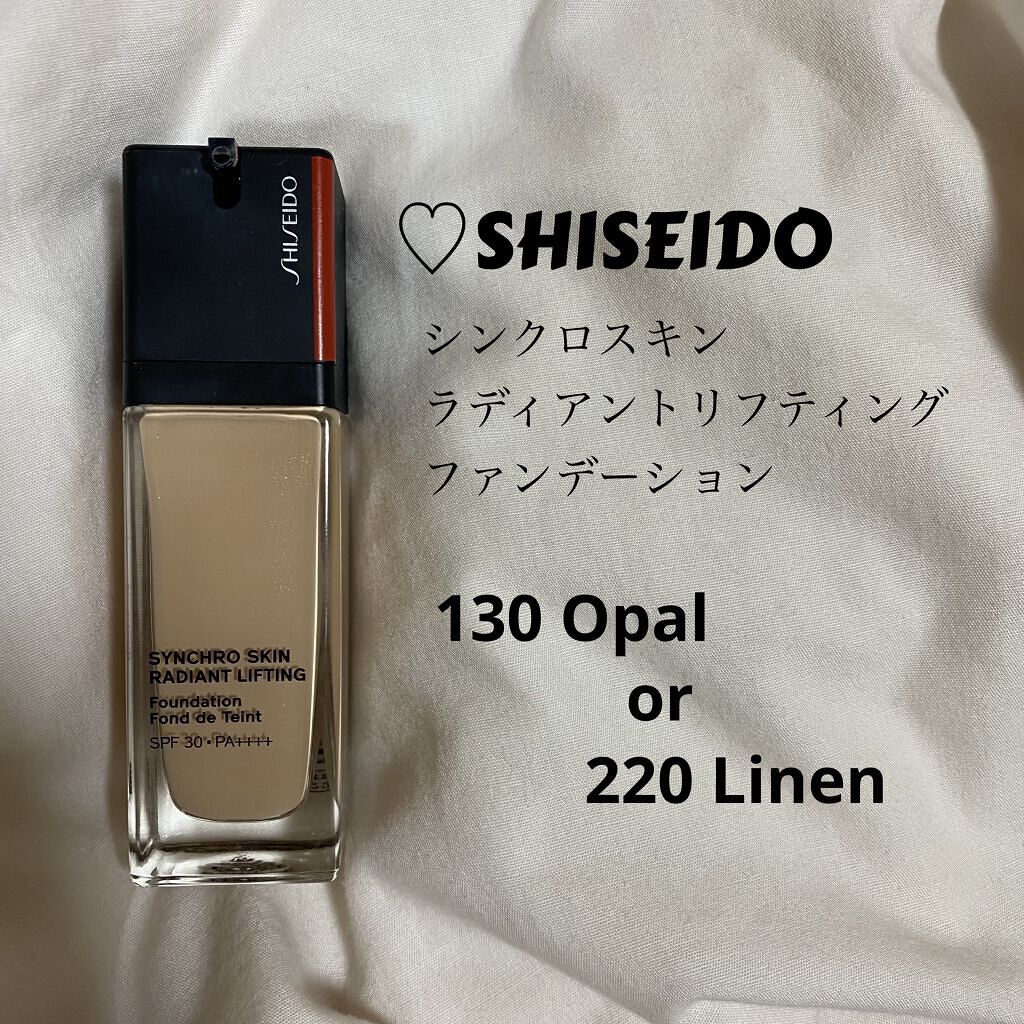 SHISEIDO
♡SHISEIDO
シンクロスキン
ラディアントリフティング
ファンデーション
130 Opal
or
220 Linen
SYNCHRO SKIN
RADIANT LIFTING
Foundation
Fond de Teint
SPF 30・PA++++